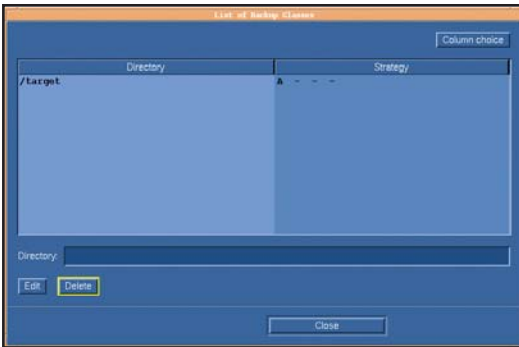 List of Backup Classes
Column choice
Directory Strategy
/target A - - -
Directory:
Edit Delete
Close